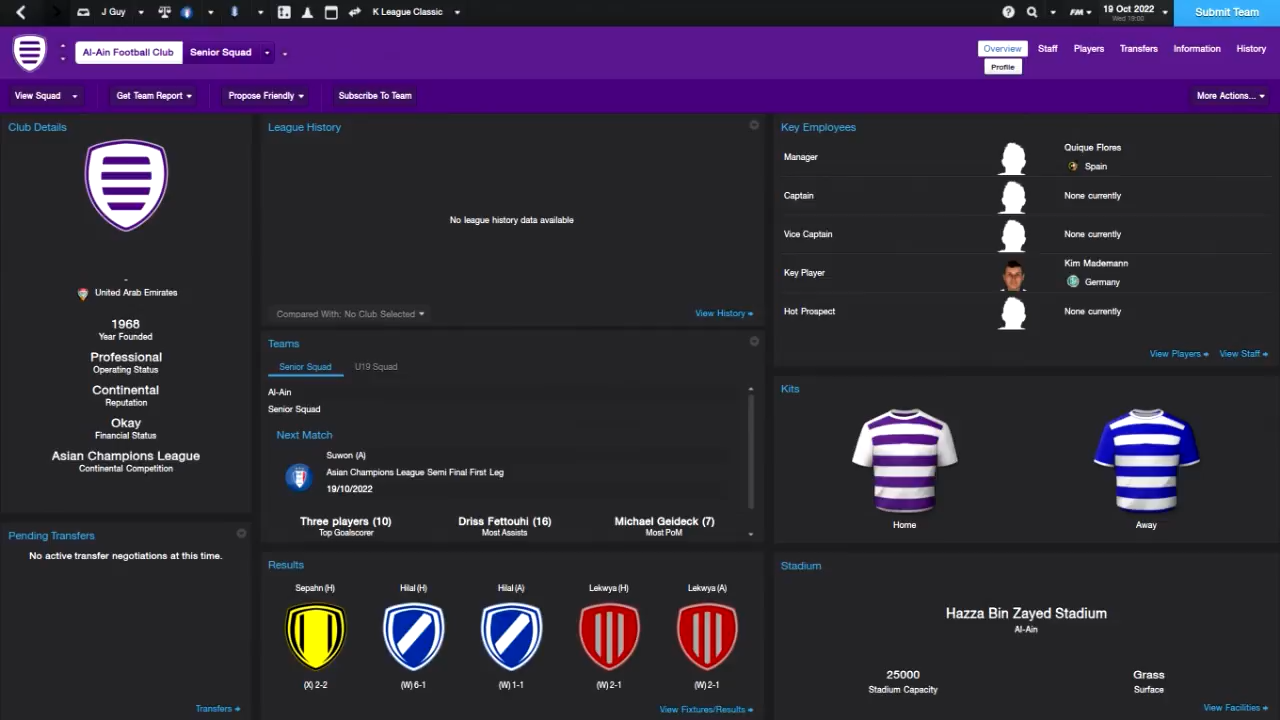 J Guy
K League Classic
FM
19 Oct 2022
Wed 19:00
Submit Team
Al-Ain Football Club
Senior Squad
Overview
Staff
Players
Transfers
Information
History
Profile
View Squad
Get Team Report
Propose Friendly
Subscribe To Team
More Actions...
Club Details
-
United Arab Emirates
1968
Year Founded
Professional
Operating Status
Continental
Reputation
Okay
Financial Status
Asian Champions League
Continental Competition
Pending Transfers
No active transfer negotiations at this time.
Transfers
League History
No league history data available
Compared With: No Club Selected
View History
Teams
Senior Squad
U19 Squad
Al-Ain
Senior Squad
Next Match
Suwon (A)
Asian Champions League Semi Final First Leg
19/10/2022
Three players (10)
Top Goalscorer
Driss Fettouhi (16)
Most Assists
Michael Geideck (7)
Most PoM
Results
Sepahn (H)
Hilal (H)
Hilal (A)
Lekwya (H)
Lekwya (A)
(X) 2-2
(W) 6-1
(W) 1-1
(W) 2-1
(W) 2-1
View Fixtures/Results
Key Employees
Manager
Quique Flores
Spain
Captain
None currently
Vice Captain
None currently
Key Player
Kim Mademann
Germany
Hot Prospect
None currently
View Players
View Staff
Kits
Home
Away
Stadium
Hazza Bin Zayed Stadium
Al-Ain
25000
Stadium Capacity
Grass
Surface
View Facilities